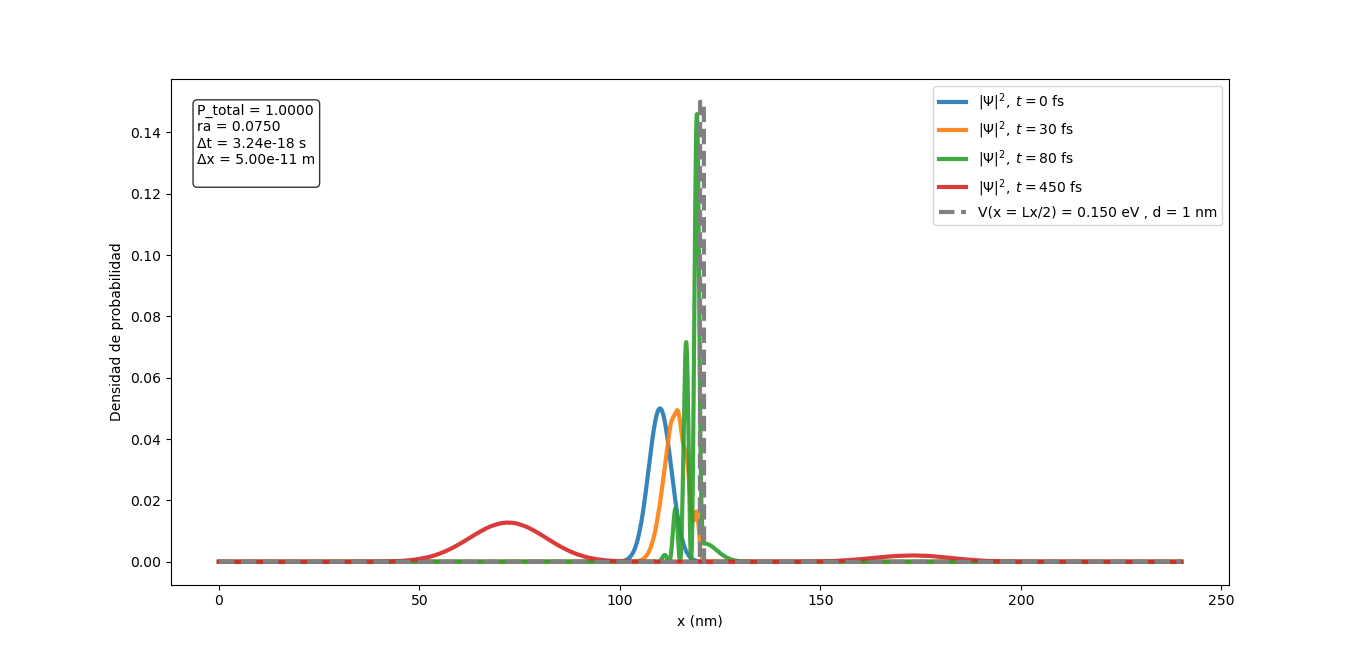 P_total = 1.0000
ra = 0.0750
Δt = 3.24e-18 s
Δx = 5.00e-11 m
|Ψ|², t = 0 fs
|Ψ|², t = 30 fs
|Ψ|², t = 80 fs
|Ψ|², t = 450 fs
V(x = Lx/2) = 0.150 eV , d = 1 nm
Densidad de probabilidad
0.14
0.12
0.10
0.08
0.06
0.04
0.02
0.00
0 50 100 150 200 250
x (nm)